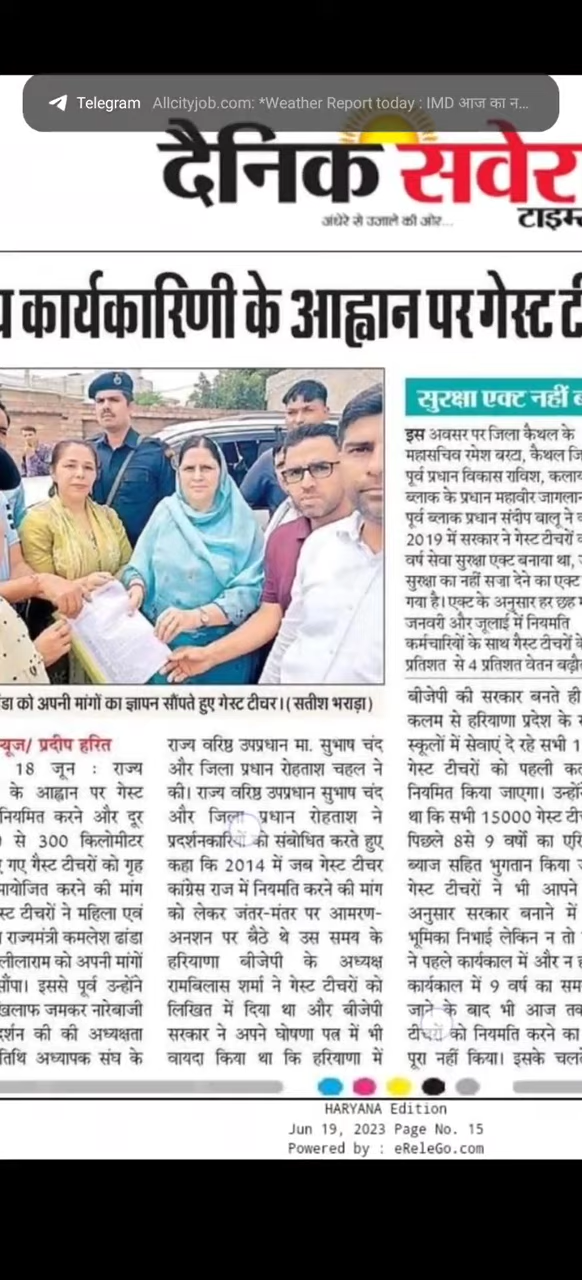 Telegram Allcityjob.com: *Weather Report today : IMD आज का न...
दैनिक सवेर
अंधेरे से उजाले की ओर...
टाइम्स
य कार्यकारिणी के आह्वान पर गेस्ट टी
ांडा को अपनी मांगों का ज्ञापन सौंपते हुए गेस्ट टीचर। (सतीश भराड़ा)
यूज/ प्रदीप हरित
18 जून : राज्य
के आह्वान पर गेस्ट
नियमित करने और दूर
से 300 किलोमीटर
गए गैस्ट टीचरों को गृह
मायोजित करने की मांग
स्ट टीचरों ने महिला एवं
राज्यमंत्री कमलेश ढांडा
लीलाराम को अपनी मांगों
सौंपा। इससे पूर्व उन्होंने
खलाफ जमकर नारेबाजी
दर्शन की की अध्यक्षता
तिथि अध्यापक संघ के
राज्य वरिष्ठ उपप्रधान मा. सुभाष चंद
और जिला प्रधान रोहताश चहल ने
की। राज्य वरिष्ठ उपप्रधान सुभाष चंद
और जिला प्रधान रोहताश ने
प्रदर्शनकारियों को संबोधित करते हुए
कहा कि 2014 में जब गेस्ट टीचर
कांग्रेस राज में नियमति करने की मांग
को लेकर जंतर-मंतर पर आमरण-
अनशन पर बैठे थे उस समय के
हरियाणा बीजेपी के अध्यक्ष
रामबिलास शर्मा ने गेस्ट टीचरों को
लिखित में दिया था और बीजेपी
सरकार ने अपने घोषणा पत्र में भी
वायदा किया था कि हरियाणा में
सुरक्षा एक्ट नहीं ब
इस अवसर पर जिला कैथल के
महासचिव रमेश बरटा, कैथल जि
पूर्व प्रधान विकास राविश, कलाय
ब्लाक के प्रधान महावीर जागलान
पूर्व ब्लाक प्रधान संदीप वालू ने व
2019 में सरकार ने गेस्ट टीचरों व
वर्ष सेवा सुरक्षा एक्ट बनाया था, ज
सुरक्षा का नहीं सजा देने का एक्ट
गया है। एक्ट के अनुसार हर छह म
जनवरी और जूलाई में नियमति
कर्मचारियों के साथ गैस्ट टीचरों के
प्रतिशत से 4 प्रतिशत वेतन बढ़ौ
बीजेपी की सरकार बनते ही
कलम से हरियाणा प्रदेश के स
स्कूलों में सेवाएं दे रहे सभी 1
गेस्ट टीचरों को पहली कल
नियमित किया जाएगा। उन्हों
था कि सभी 15000 गेस्ट टीच
पिछले 8से 9 वर्षो का एरि
ब्याज सहित भुगतान किया ज
गेस्ट टीचरों ने भी आपने
अनुसार सरकार बनाने में
भूमिका निभाई लेकिन न तो
ने पहले कार्यकाल में और न ह
कार्यकाल में 9 वर्ष का सम
जाने के बाद भी आज तक
टीचरों को नियमति करने का
पूरा नहीं किया। इसके चलत
HARYANA Edition
Jun 19, 2023 Page No. 15
Powered by : eReleGo.com